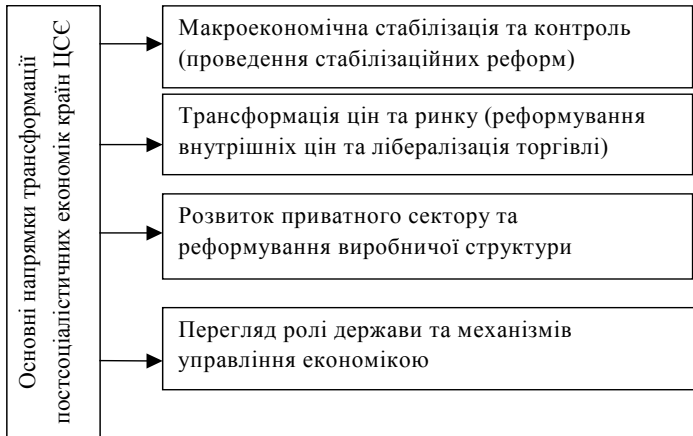 Основні напрямки трансформації
постсоціалістичних економік країн ЦСЄ
Макроекономічна стабілізація та контроль
(проведення стабілізаційних реформ)
Трансформація цін та ринку (реформування
внутрішніх цін та лібералізація торгівлі)
Розвиток приватного сектору та
реформування виробничої структури
Перегляд ролі держави та механізмів
управління економікою